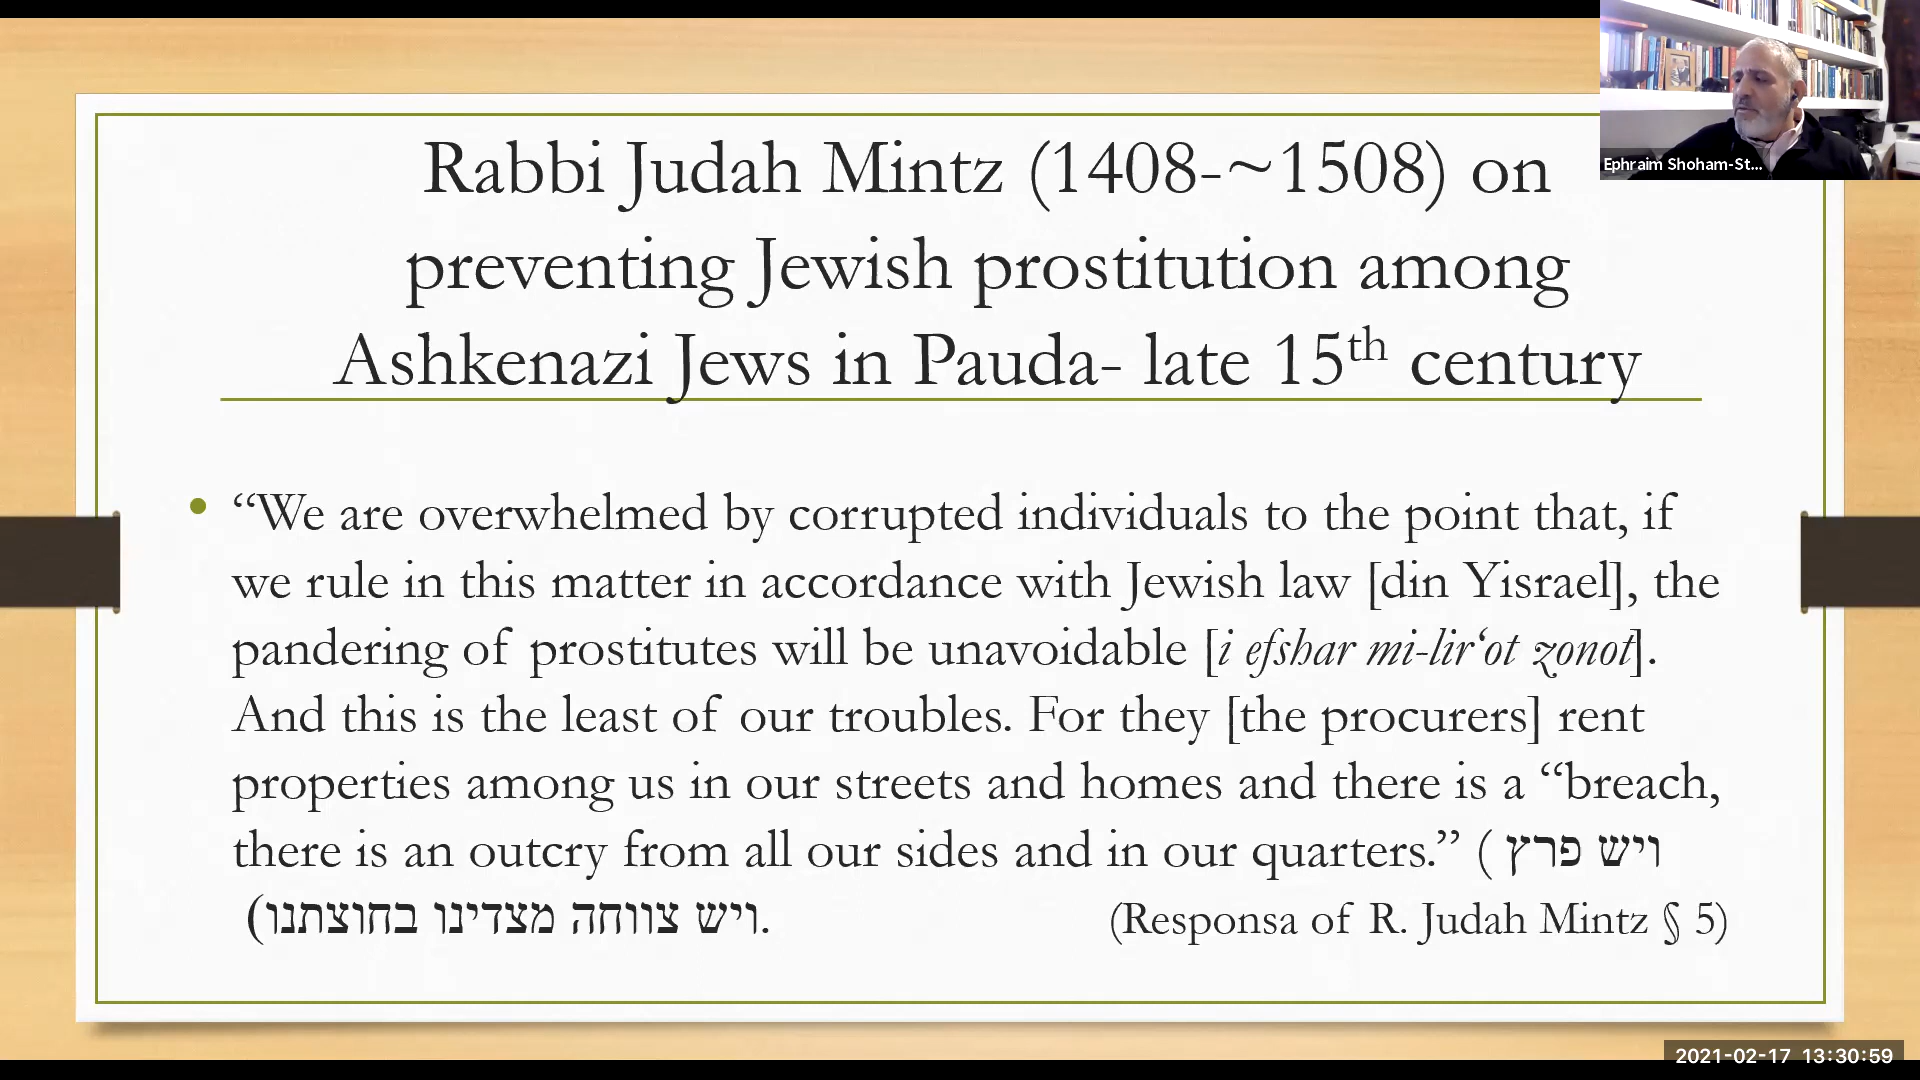 Rabbi Judah Mintz (1408-~1508) on
preventing Jewish prostitution among
Ashkenazi Jews in Pauda- late 15th century
• “We are overwhelmed by corrupted individuals to the point that, if
we rule in this matter in accordance with Jewish law [din Yisrael], the
pandering of prostitutes will be unavoidable [i efshar mi-lir‘ot zonot].
And this is the least of our troubles. For they [the procurers] rent
properties among us in our streets and homes and there is a “breach,
there is an outcry from all our sides and in our quarters.” ( ויש פרץ
ויש צווחה מצדינו בחוצתנו). (Responsa of R. Judah Mintz § 5)
Ephraim Shoham-St...
2021-02-17 13:30:59